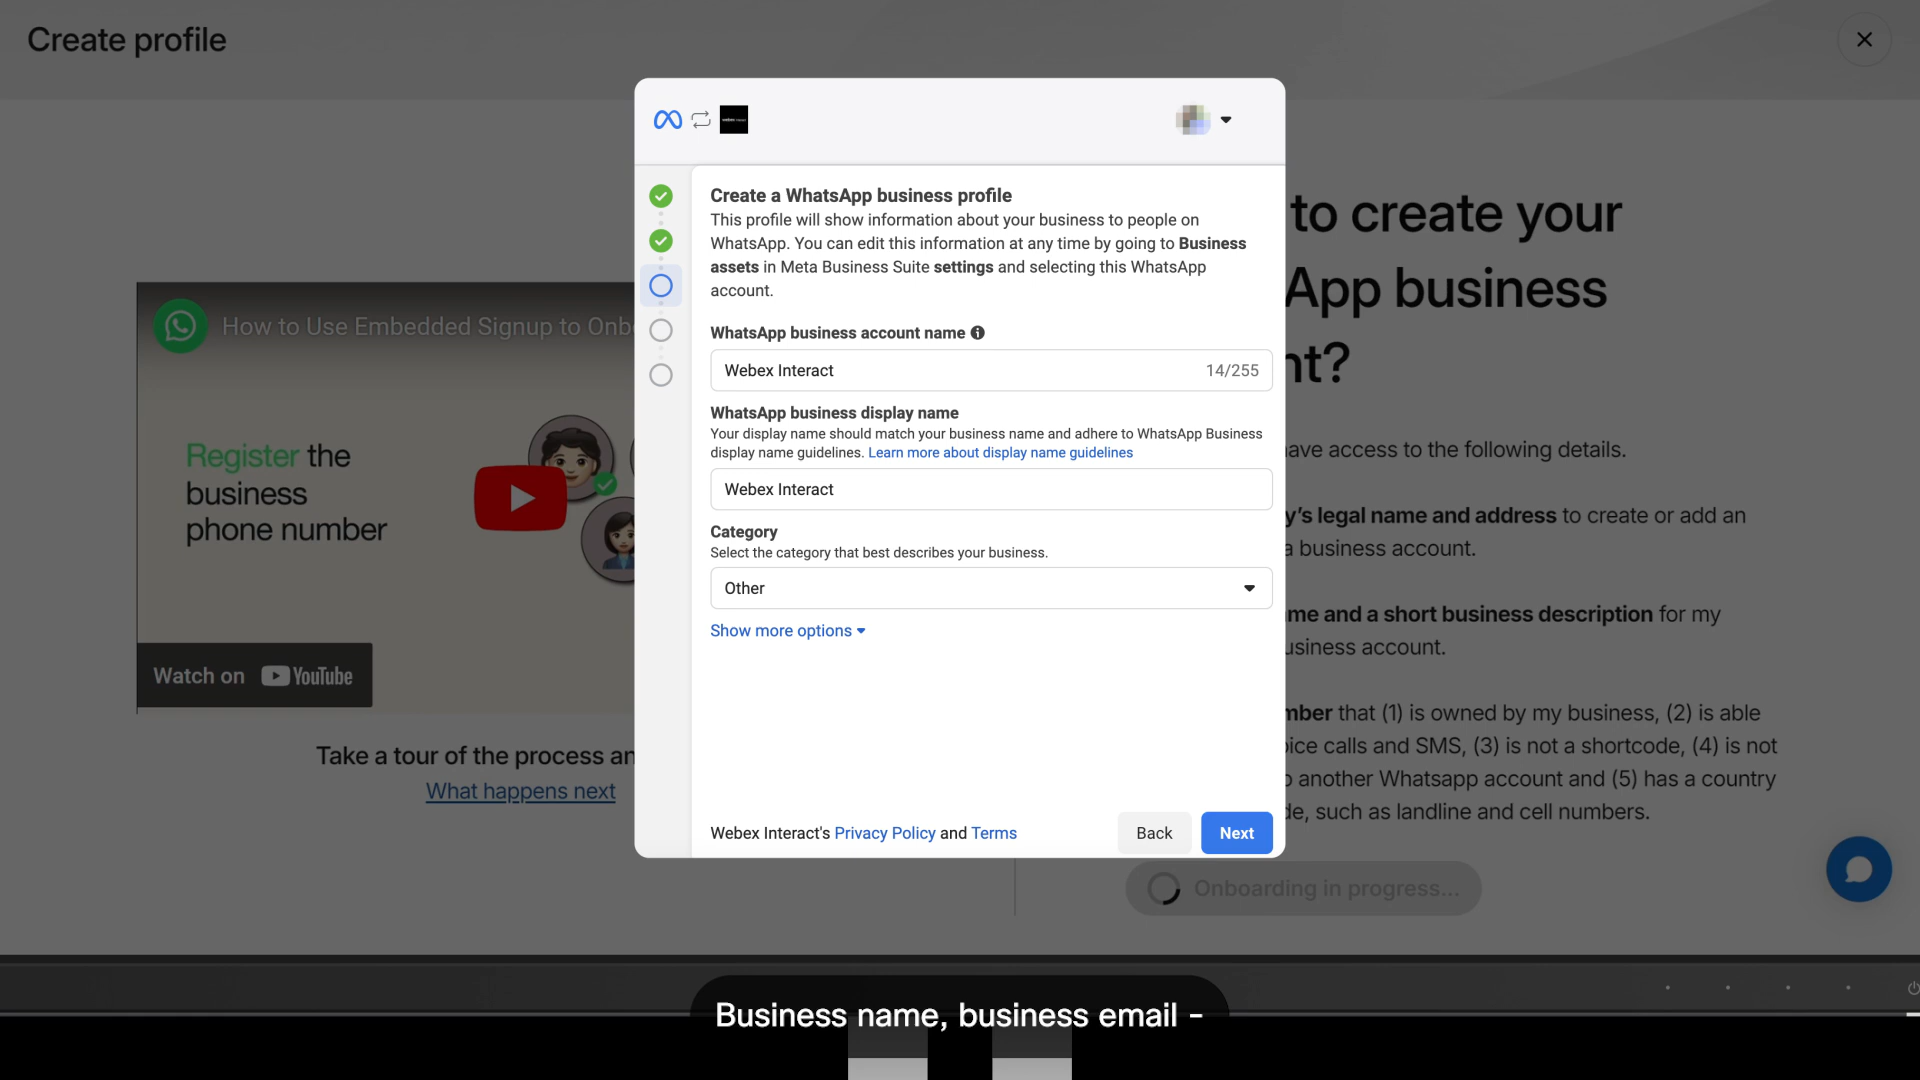 Create profile
Create a WhatsApp business profile
This profile will show information about your business to people on
WhatsApp. You can edit this information at any time by going to Business
assets in Meta Business Suite settings and selecting this WhatsApp
account.
WhatsApp business account name
Webex Interact 14/255
WhatsApp business display name
Your display name should match your business name and adhere to WhatsApp Business
display name guidelines. Learn more about display name guidelines
Webex Interact
Category
Select the category that best describes your business.
Other
Show more options
Webex Interact's Privacy Policy and Terms
Back
Next
How to Use Embedded Signup to Onb
Register the
business
phone number
Watch on YouTube
Take a tour of the process an
What happens next
to create your
App business
nt?
ave access to the following details.
y's legal name and address to create or add an
a business account.
me and a short business description for my
usiness account.
mber that (1) is owned by my business, (2) is able
oice calls and SMS, (3) is not a shortcode, (4) is not
o another Whatsapp account and (5) has a country
de, such as landline and cell numbers.
Onboarding in progress...
Business name, business email -